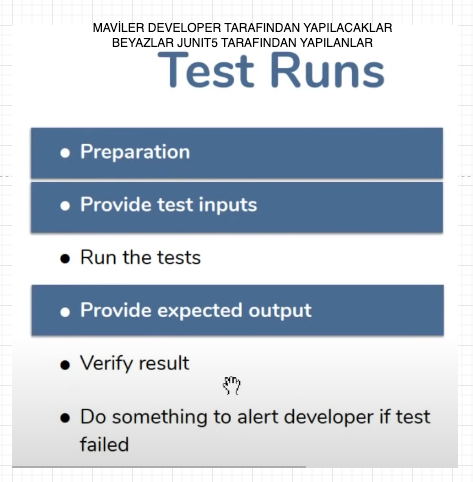 MAVİLER DEVELOPER TARAFINDAN YAPILACAKLAR
BEYAZLAR JUNIT5 TARAFINDAN YAPILANLAR
Test Runs
• Preparation
• Provide test inputs
• Run the tests
• Provide expected output
• Verify result
• Do something to alert developer if test
failed